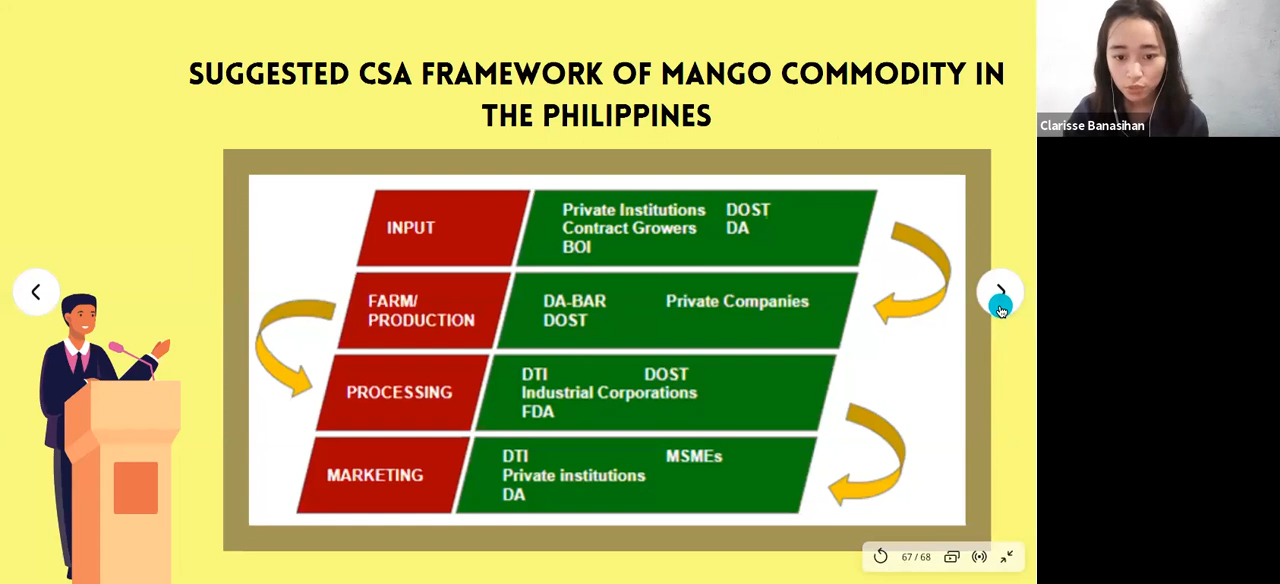 SUGGESTED CSA FRAMEWORK OF MANGO COMMODITY IN
THE PHILIPPINES
Clarisse Banasihan
INPUT
Private Institutions DOST
Contract Growers DA
BOI
FARM/
PRODUCTION
DA-BAR Private Companies
DOST
PROCESSING
DTI DOST
Industrial Corporations
FDA
MARKETING
DTI MSMEs
Private institutions
DA
67 / 68